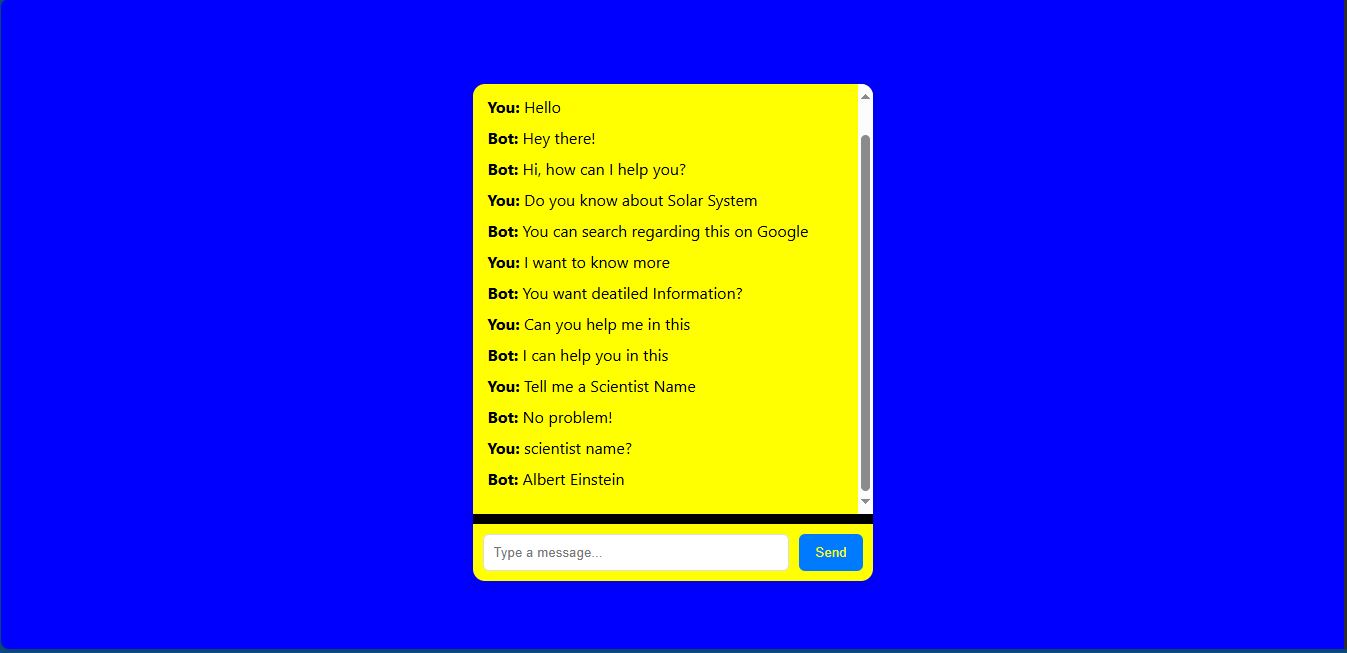 You: Hello
Bot: Hey there!
Bot: Hi, how can I help you?
You: Do you know about Solar System
Bot: You can search regarding this on Google
You: I want to know more
Bot: You want deatiled Information?
You: Can you help me in this
Bot: I can help you in this
You: Tell me a Scientist Name
Bot: No problem!
You: scientist name?
Bot: Albert Einstein
Type a message... Send